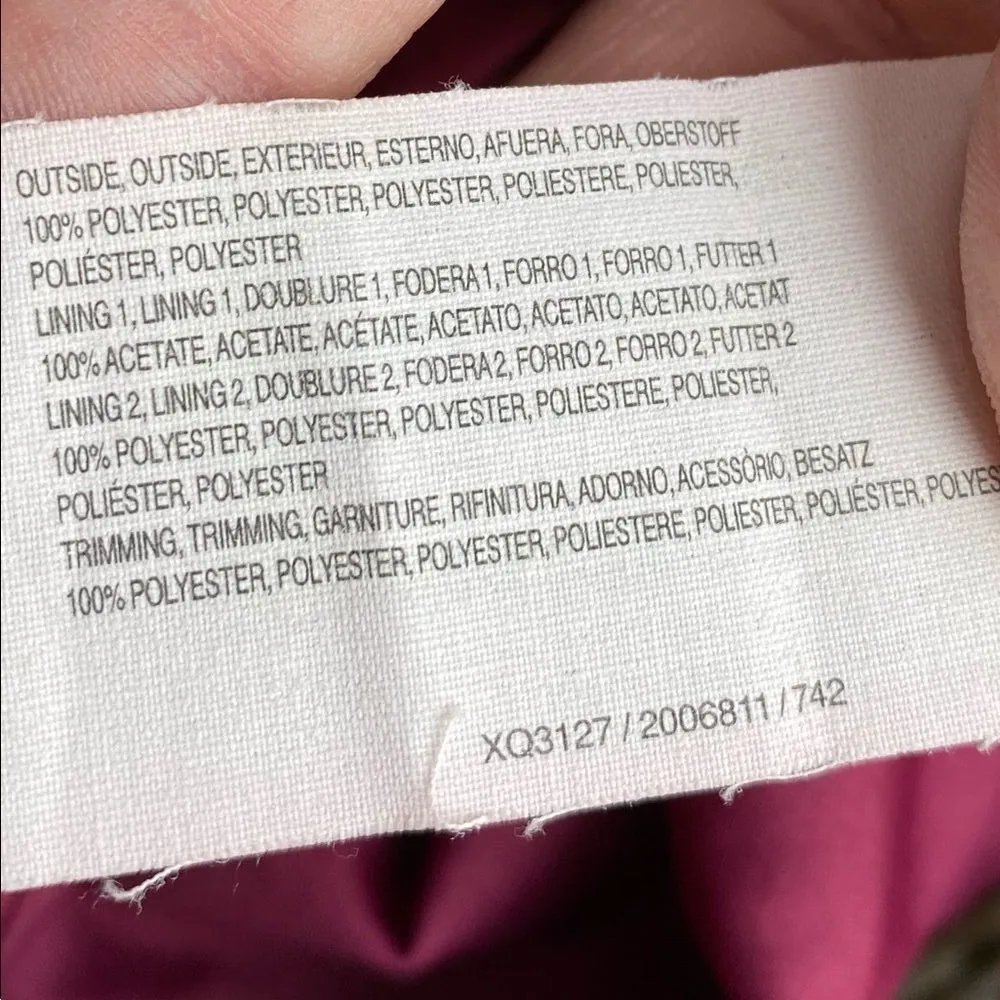 OUTSIDE, OUTSIDE, EXTERIEUR, ESTERNO, AFUERA, FORA, OBERSTOFF
100% POLYESTER, POLYESTER, POLYESTER, POLIESTERE, POLIESTER,
POLIÉSTER, POLYESTER
LINING 1, LINING 1, DOUBLURE 1, FODERA 1, FORRO 1, FORRO 1, FUTTER 1
100% ACETATE, ACETATE, ACÉTATE, ACETATO, ACETATO, ACETATO, ACETAT
LINING 2, LINING 2, DOUBLURE 2, FODERA 2, FORRO 2, FORRO 2, FUTTER 2
100% POLYESTER, POLYESTER, POLYESTER, POLIESTERE, POLIESTER,
POLIÉSTER, POLYESTER
TRIMMING, TRIMMING, GARNITURE, RIFINITURA, ADORNO, ACESSÒRIO, BESATZ
100% POLYESTER, POLYESTER, POLYESTER, POLIESTERE, POLIESTER, POLIÉSTER, POLYES
XQ3127 / 2006811 / 742